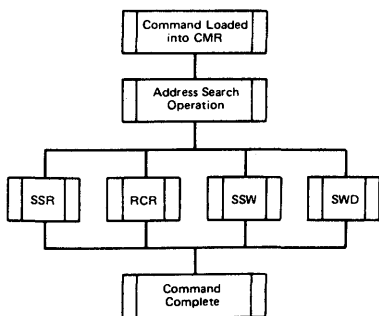 Command Loaded
into CMR
Address Search
Operation
SSR
RCR
SSW
SWD
Command
Complete